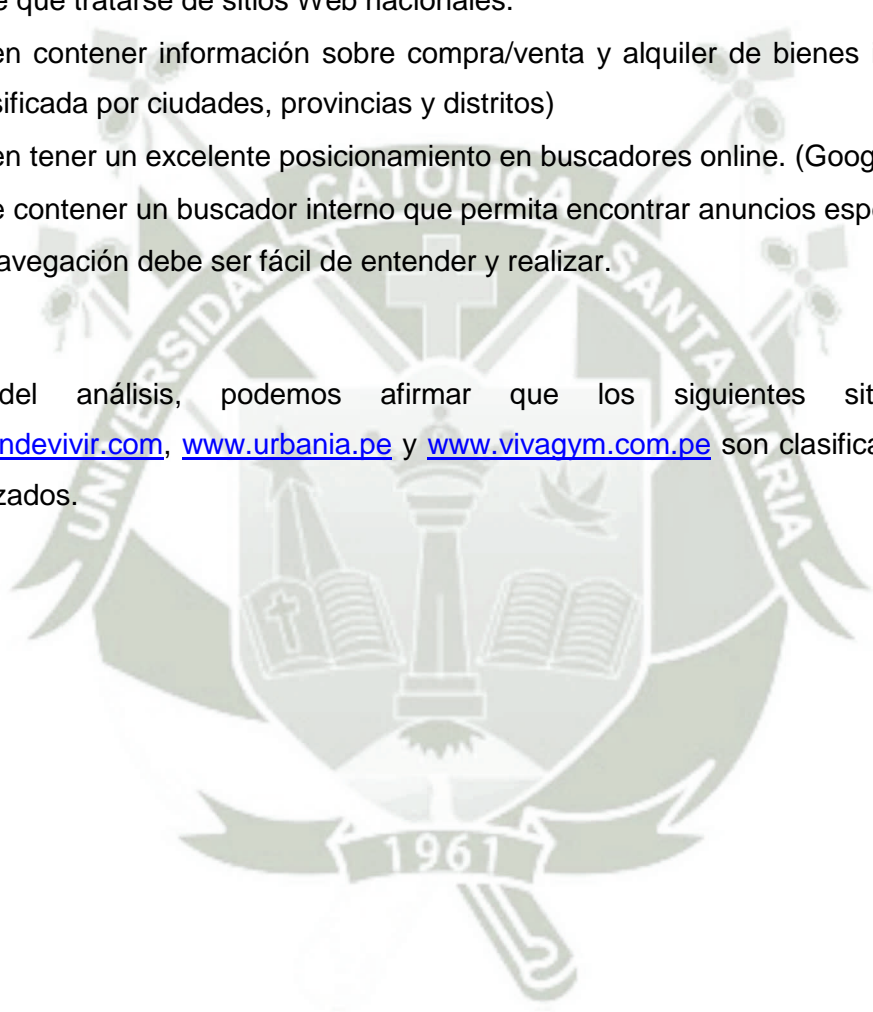 e que tratarse de sitios Web nacionales.
en contener información sobre compra/venta y alquiler de bienes
sificada por ciudades, provincias y distritos)
en tener un excelente posicionamiento en buscadores online. (Goog
e contener un buscador interno que permita encontrar anuncios espe
avegación debe ser fácil de entender y realizar.
del análisis, podemos afirmar que los siguientes sit
ndevivir.com, www.urbania.pe y www.vivagym.com.pe son clasifica
zados.
UNIVERSIDAD CATOLICA SANTA MARIA
1961